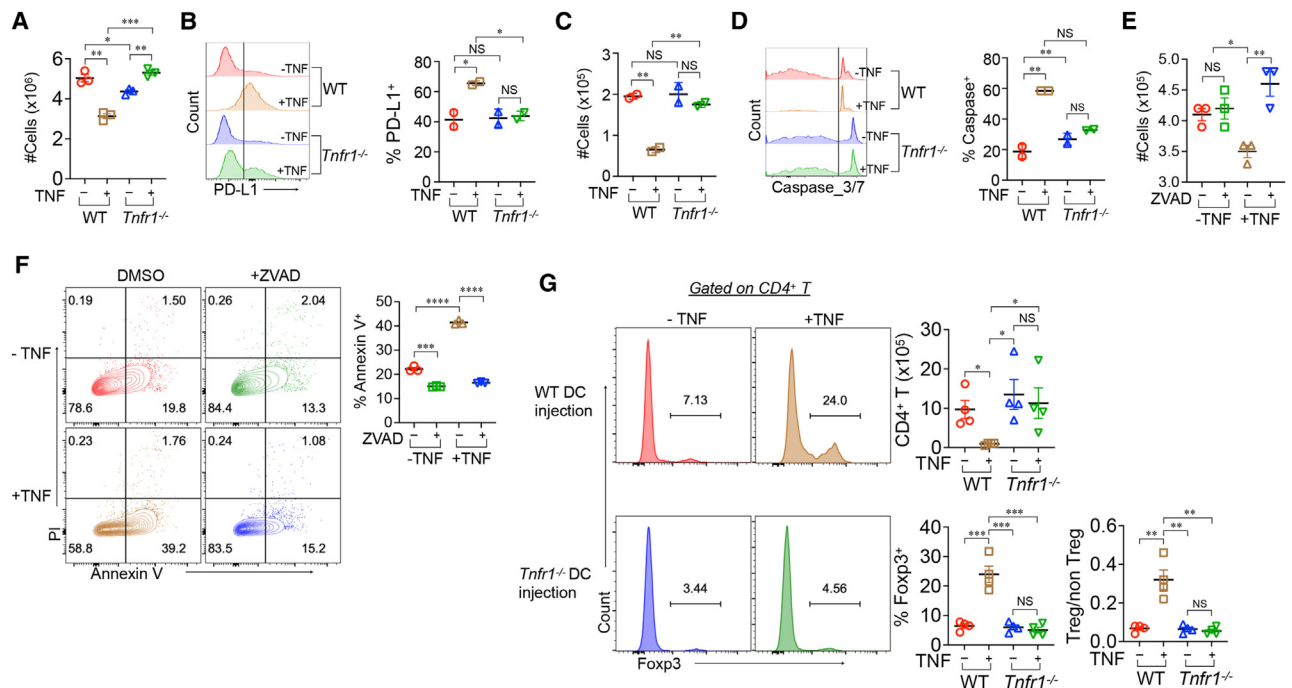 A
#Cells (x10⁶)
6
3
0
***
*
**
**
TNF
– + – +
WT Tnfr1-/-
B
Count
-TNF
+TNF
WT
-TNF
+TNF
Tnfr1-/-
PD-L1
% PD-L1⁺
80
60
40
20
0
*
NS
*
NS
TNF – + – +
WT Tnfr1-/-
C
#Cells (x10⁵)
3
2
1
0
**
NS
**
NS
TNF – + – +
WT Tnfr1-/-
D
Count
-TNF
+TNF
WT
-TNF
+TNF
Tnfr1-/-
Caspase_3/7
% Caspase⁺
80
60
40
20
0
NS
**
**
NS
TNF – + – +
WT Tnfr1-/-
E
#Cells (x10⁵)
5.0
4.5
4.0
3.5
3.0
*
NS
**
ZVAD – + – +
-TNF +TNF
F
DMSO +ZVAD
- TNF
0.19 1.50 0.26 2.04
78.6 19.8 84.4 13.3
+TNF
0.23 1.76 0.24 1.08
58.8 39.2 83.5 15.2
PI
Annexin V
% Annexin V⁺
50
40
30
20
10
0
****
****
***
ZVAD – + – +
-TNF +TNF
G
Gated on CD4⁺ T
- TNF +TNF
WT DC
injection
7.13 24.0
Tnfr1-/- DC
injection
3.44 4.56
Count
Foxp3
CD4⁺ T (x10⁵)
30
20
10
0
*
NS
*
*
TNF – + – +
WT Tnfr1-/-
% Foxp3⁺
40
30
20
10
0
***
***
***
NS
TNF – + – +
WT Tnfr1-/-
Treg/non Treg
0.6
0.4
0.2
0.0
**
**
**
NS
TNF – + – +
WT Tnfr1-/-